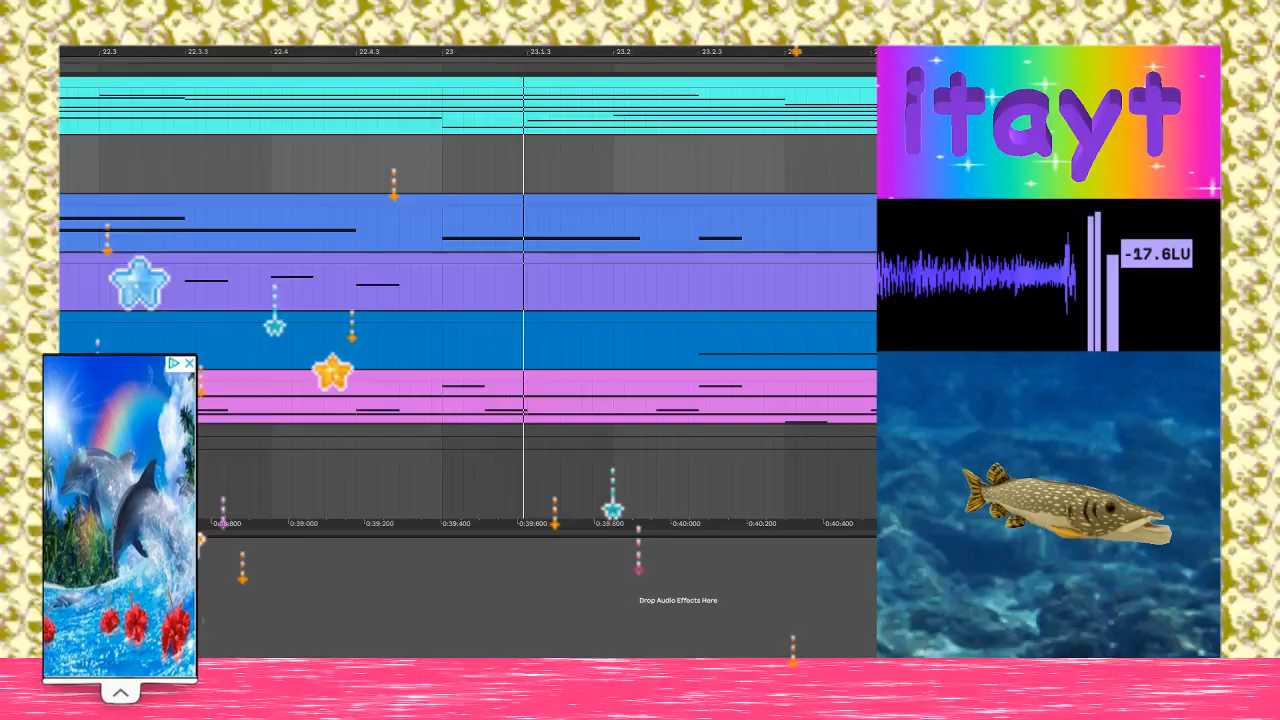 22.3 22.3.3 22.4 22.4.3 23 23.1.3 23.2 23.2.3
itayt
-17.6LU
0:39:000 0:39:200 0:39:400 0:39:600 0:39:800 0:40:000 0:40:200 0:40:400
Drop Audio Effects Here